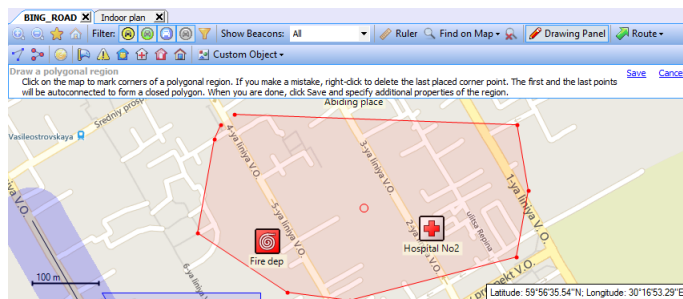 BING_ROAD X Indoor plan X
Filter: Show Beacons: All Ruler Find on Map Drawing Panel Route
Custom Object
Draw a polygonal region Save Cance
Click on the map to mark corners of a polygonal region. If you make a mistake, right-click to delete the last placed corner point. The first and the last points
will be autoconnected to form a closed polygon. When you are done, click Save and specify additional properties of the region.
Abiding place
Sredniy prosp
Vasileostrovskaya
4-ya liniya V.O.
3-ya liniya V.O.
1-ya liniya V.O.
5-ya liniya V.O.
2-ya liniya V.O.
ulitsa Repina
ya V.O.
6-ya liniya V.O.
Fire dep
Hospital No2
100 m
prospekt V.O.
Latitude: 59°56'35.54"N; Longitude: 30°16'53.29"E